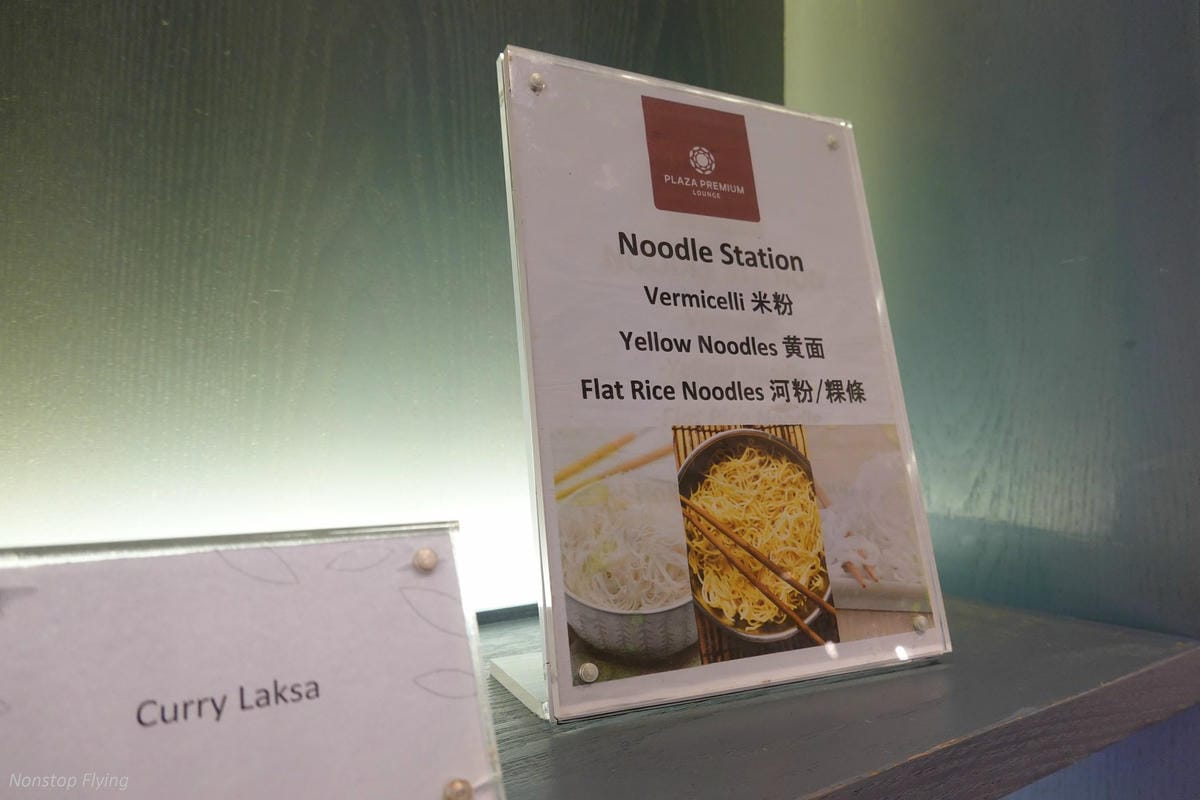 PLAZA PREMIUM
LOUNGE
Noodle Station
Vermicelli 米粉
Yellow Noodles 黄面
Flat Rice Noodles 河粉/粿條
Curry Laksa
Nonstop Flying